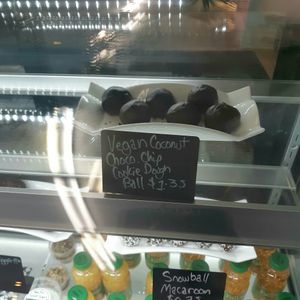 Vegan Coconut
Choco Chip
Cookie Dough
Ball $1.35
Snowball
Macaroon